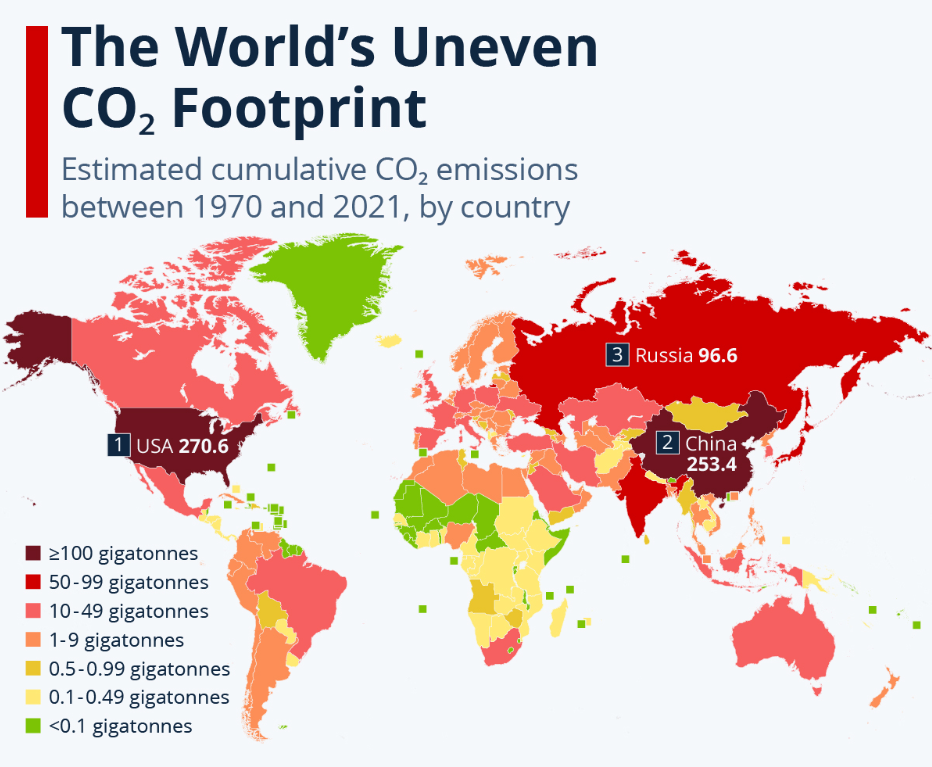 The World’s Uneven
CO₂ Footprint
Estimated cumulative CO₂ emissions
between 1970 and 2021, by country
3 Russia 96.6
1 USA 270.6
2 China
253.4
≥100 gigatonnes
50-99 gigatonnes
10-49 gigatonnes
1-9 gigatonnes
0.5-0.99 gigatonnes
0.1-0.49 gigatonnes
<0.1 gigatonnes